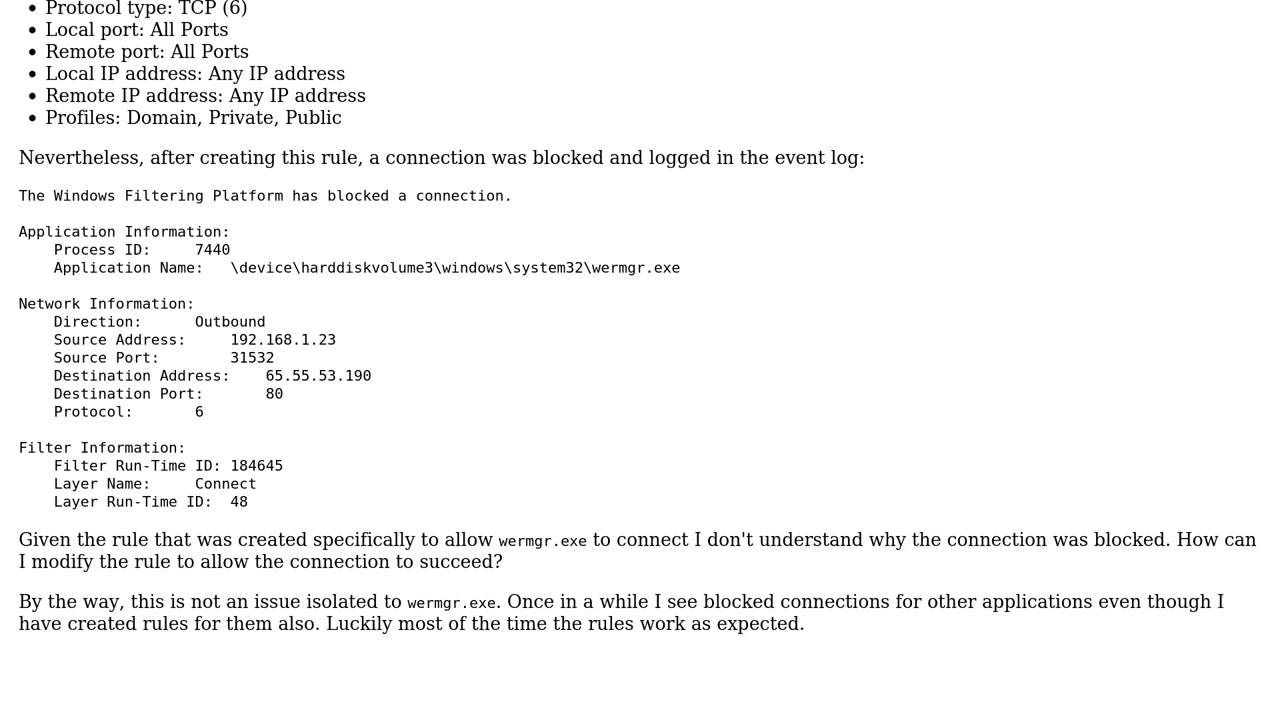 • Protocol type: TCP (6)
• Local port: All Ports
• Remote port: All Ports
• Local IP address: Any IP address
• Remote IP address: Any IP address
• Profiles: Domain, Private, Public
Nevertheless, after creating this rule, a connection was blocked and logged in the event log:
The Windows Filtering Platform has blocked a connection.
Application Information:
    Process ID:     7440
    Application Name:   \device\harddiskvolume3\windows\system32\wermgr.exe
Network Information:
    Direction:      Outbound
    Source Address:     192.168.1.23
    Source Port:        31532
    Destination Address:    65.55.53.190
    Destination Port:       80
    Protocol:       6
Filter Information:
    Filter Run-Time ID: 184645
    Layer Name:     Connect
    Layer Run-Time ID:  48
Given the rule that was created specifically to allow wermgr.exe to connect I don't understand why the connection was blocked. How can
I modify the rule to allow the connection to succeed?
By the way, this is not an issue isolated to wermgr.exe. Once in a while I see blocked connections for other applications even though I
have created rules for them also. Luckily most of the time the rules work as expected.